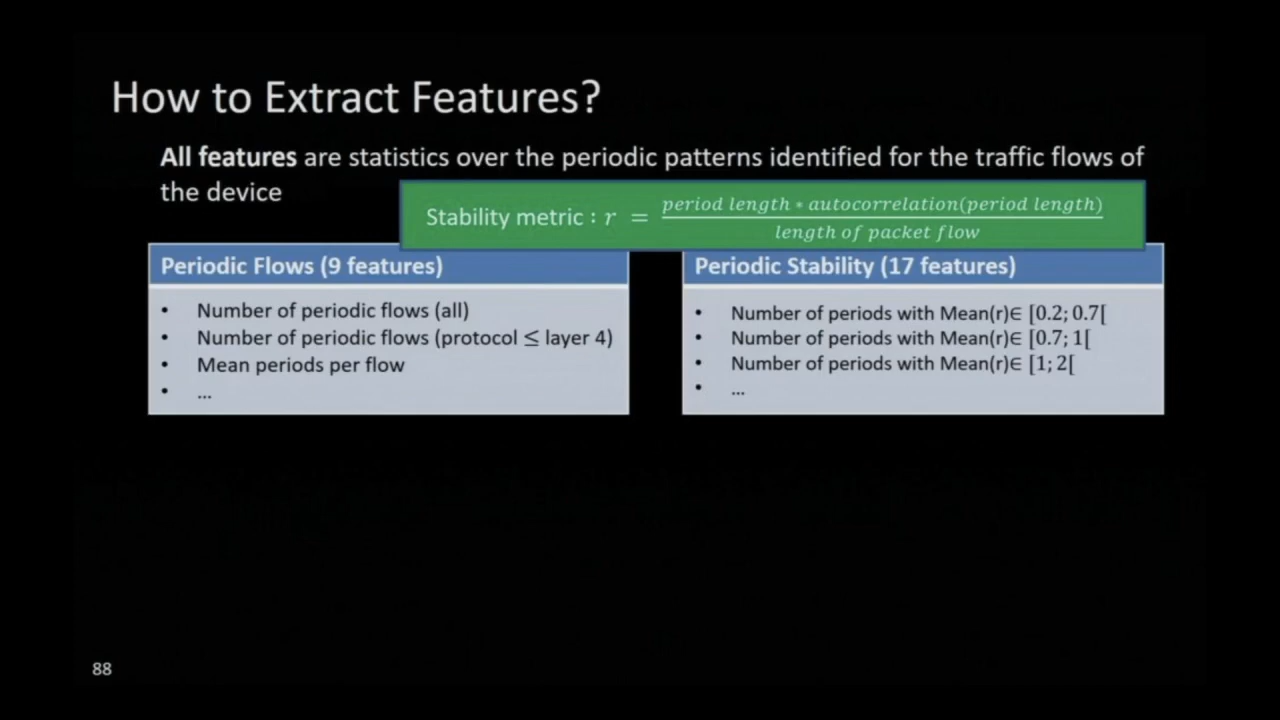 How to Extract Features?
All features are statistics over the periodic patterns identified for the traffic flows of
the device
Stability metric : r = period length * autocorrelation(period length) / length of packet flow
Periodic Flows (9 features)
• Number of periodic flows (all)
• Number of periodic flows (protocol ≤ layer 4)
• Mean periods per flow
• ...
Periodic Stability (17 features)
• Number of periods with Mean(r)∈ [0.2; 0.7[
• Number of periods with Mean(r)∈ [0.7; 1[
• Number of periods with Mean(r)∈ [1; 2[
• ...
88